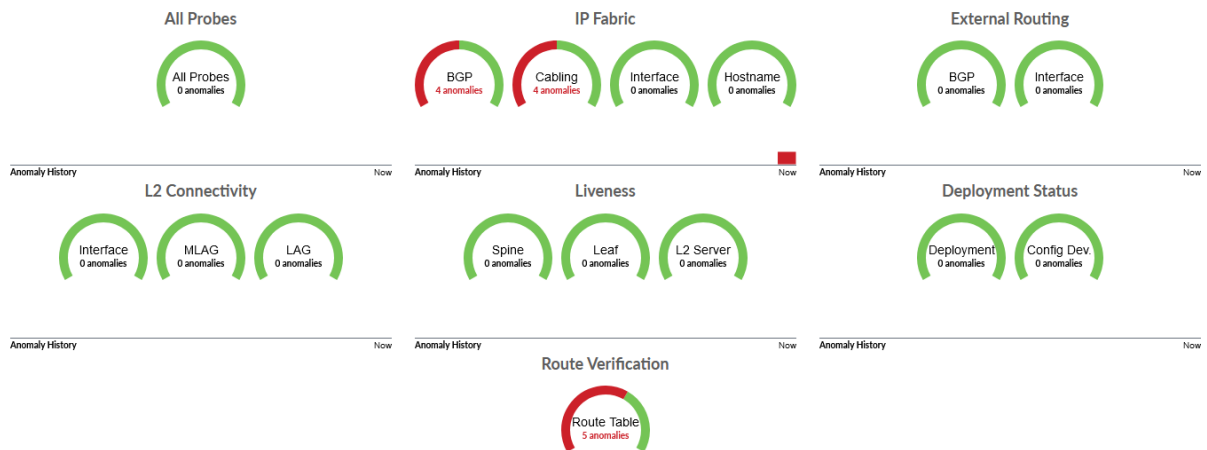 All Probes
All Probes
0 anomalies
Anomaly History
Now
IP Fabric
BGP
4 anomalies
Cabling
4 anomalies
Interface
0 anomalies
Hostname
0 anomalies
Anomaly History
Now
External Routing
BGP
0 anomalies
Interface
0 anomalies
Anomaly History
Now
L2 Connectivity
Interface
0 anomalies
MLAG
0 anomalies
LAG
0 anomalies
Anomaly History
Now
Liveness
Spine
0 anomalies
Leaf
0 anomalies
L2 Server
0 anomalies
Anomaly History
Now
Deployment Status
Deployment
0 anomalies
Config Dev.
0 anomalies
Anomaly History
Now
Route Verification
Route Table
5 anomalies